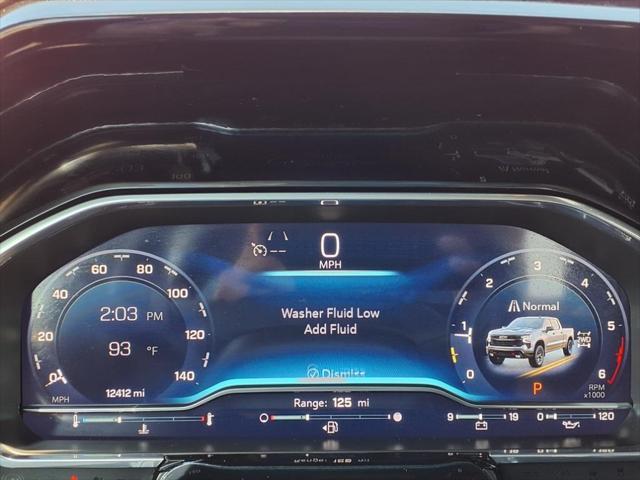 0
MPH
60 80
40 100
20 120
140
MPH
2:03 PM
93 °F
12412 mi
Washer Fluid Low
Add Fluid
Dismiss
Normal
2WD
P
0 1 2 3 4 5 6
RPM
x1000
Range: 125 mi
9 19
0 120